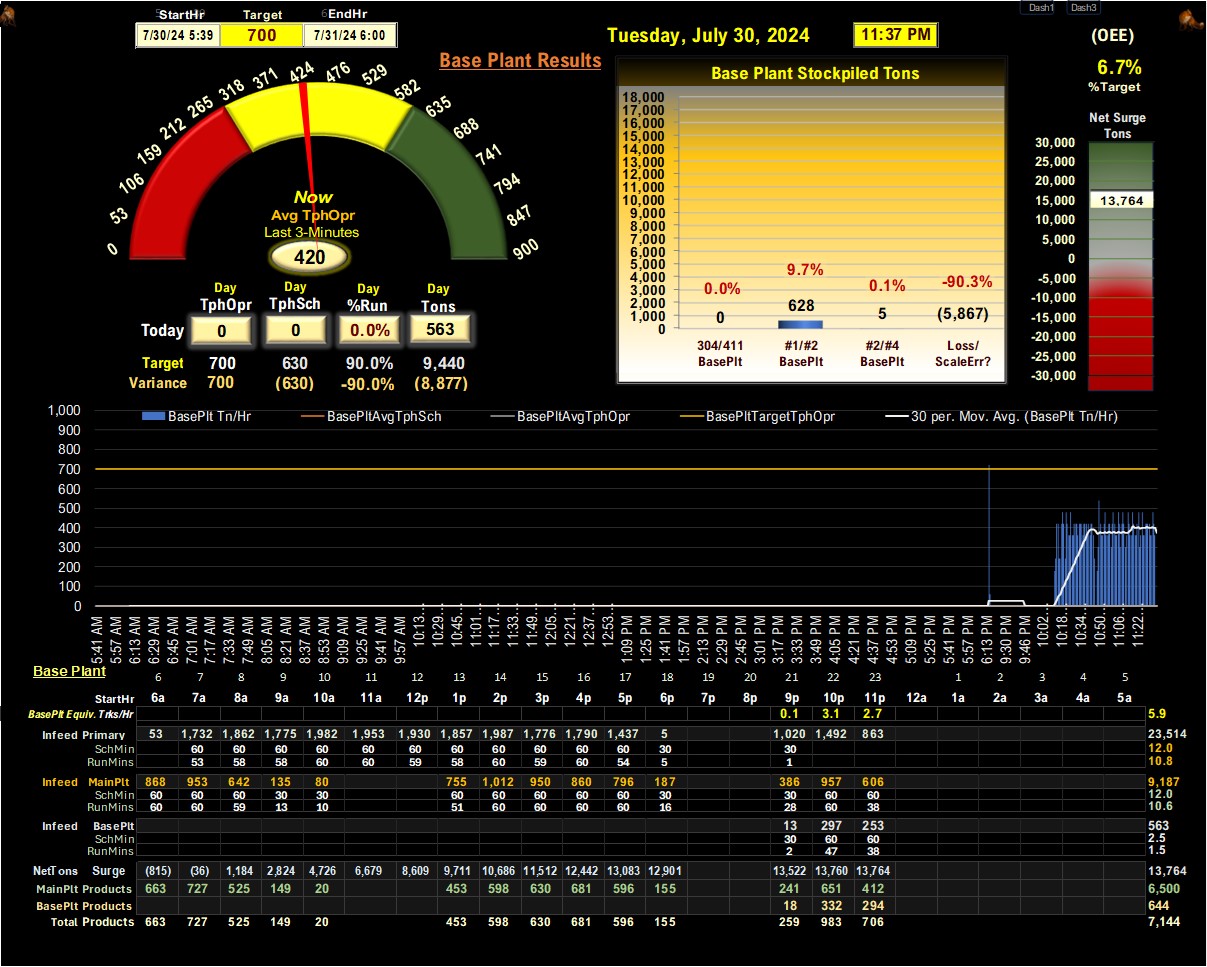 StartHr Target 6EndHr
7/30/24 5:39 700 7/31/24 6:00
Dash1 Dash3
Tuesday, July 30, 2024 11:37 PM
(OEE)
6.7%
%Target
Base Plant Results
0 53 106 159 212 265 318 371 424 476 529 582 635 688 741 794 847 900
Now
Avg TphOpr
Last 3-Minutes
420
Day Day Day Day
TphOpr TphSch %Run Tons
Today 0 0 0.0% 563
Target 700 630 90.0% 9,440
Variance 700 (630) -90.0% (8,877)
Base Plant Stockpiled Tons
18,000
17,000
16,000
15,000
14,000
13,000
12,000
11,000
10,000
9,000
8,000
7,000
6,000
5,000
4,000
3,000
2,000
1,000
0
0.0% 9.7% 0.1% -90.3%
0 628 5 (5,867)
304/411 #1/#2 #2/#4 Loss/
BasePlt BasePlt BasePlt ScaleErr?
Net Surge
Tons
30,000
25,000
20,000
15,000 13,764
10,000
5,000
0
-5,000
-10,000
-15,000
-20,000
-25,000
-30,000
BasePlt Tn/Hr BasePltAvgTphSch BasePltAvgTphOpr BasePltTargetTphOpr 30 per. Mov. Avg. (BasePlt Tn/Hr)
1,000
900
800
700
600
500
400
300
200
100
0
5:41 AM 5:57 AM 6:13 AM 6:29 AM 6:45 AM 7:01 AM 7:17 AM 7:33 AM 7:49 AM 8:05 AM 8:21 AM 8:37 AM 8:53 AM 9:09 AM 9:25 AM 9:41 AM 9:57 AM 10:13… 10:29… 10:45… 11:01… 11:17… 11:33… 11:49… 12:05… 12:21… 12:37… 12:53… 1:09 PM 1:25 PM 1:41 PM 1:57 PM 2:13 PM 2:29 PM 2:45 PM 3:01 PM 3:17 PM 3:33 PM 3:49 PM 4:05 PM 4:21 PM 4:37 PM 4:53 PM 5:09 PM 5:25 PM 5:41 PM 5:57 PM 6:13 PM 9:30 PM 9:46 PM 10:02… 10:18… 10:34… 10:50… 11:06… 11:22…
Base Plant
6 7 8 9 10 11 12 13 14 15 16 17 18 19 20 21 22 23 1 2 3 4 5
StartHr 6a 7a 8a 9a 10a 11a 12p 1p 2p 3p 4p 5p 6p 7p 8p 9p 10p 11p 12a 1a 2a 3a 4a 5a
BasePlt Equiv. Trks/Hr 0.1 3.1 2.7 5.9
Infeed Primary 53 1,732 1,862 1,775 1,982 1,953 1,930 1,857 1,987 1,776 1,790 1,437 5 1,020 1,492 863 23,514
SchMin 60 60 60 60 60 60 60 60 60 60 60 30 30 12.0
RunMins 53 58 58 60 60 59 60 58 60 59 60 54 5 1 10.8
Infeed MainPlt 868 953 642 135 80 755 1,012 950 860 796 187 386 957 606 9,187
SchMin 60 60 60 30 30 60 60 60 60 60 30 30 60 60 12.0
RunMins 60 60 59 13 10 51 60 60 60 60 16 28 60 38 10.6
Infeed BasePlt 13 297 253 563
SchMin 30 60 60 2.5
RunMins 2 47 38 1.5
NetTons Surge (815) (36) 1,184 2,824 4,726 6,679 8,609 9,711 10,686 11,512 12,442 13,083 12,901 13,522 13,760 13,764 13,764
MainPlt Products 663 727 525 149 20 453 598 630 681 596 155 241 651 412 6,500
BasePlt Products 18 332 294 644
Total Products 663 727 525 149 20 453 598 630 681 596 155 259 983 706 7,144